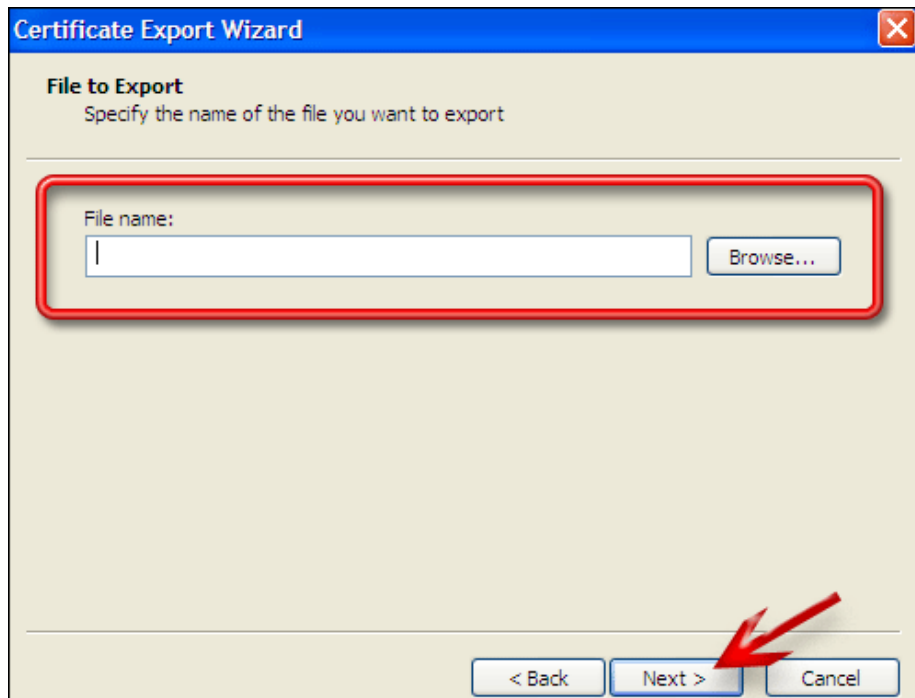 Certificate Export Wizard
File to Export
Specify the name of the file you want to export
File name:
Browse...
< Back
Next >
Cancel